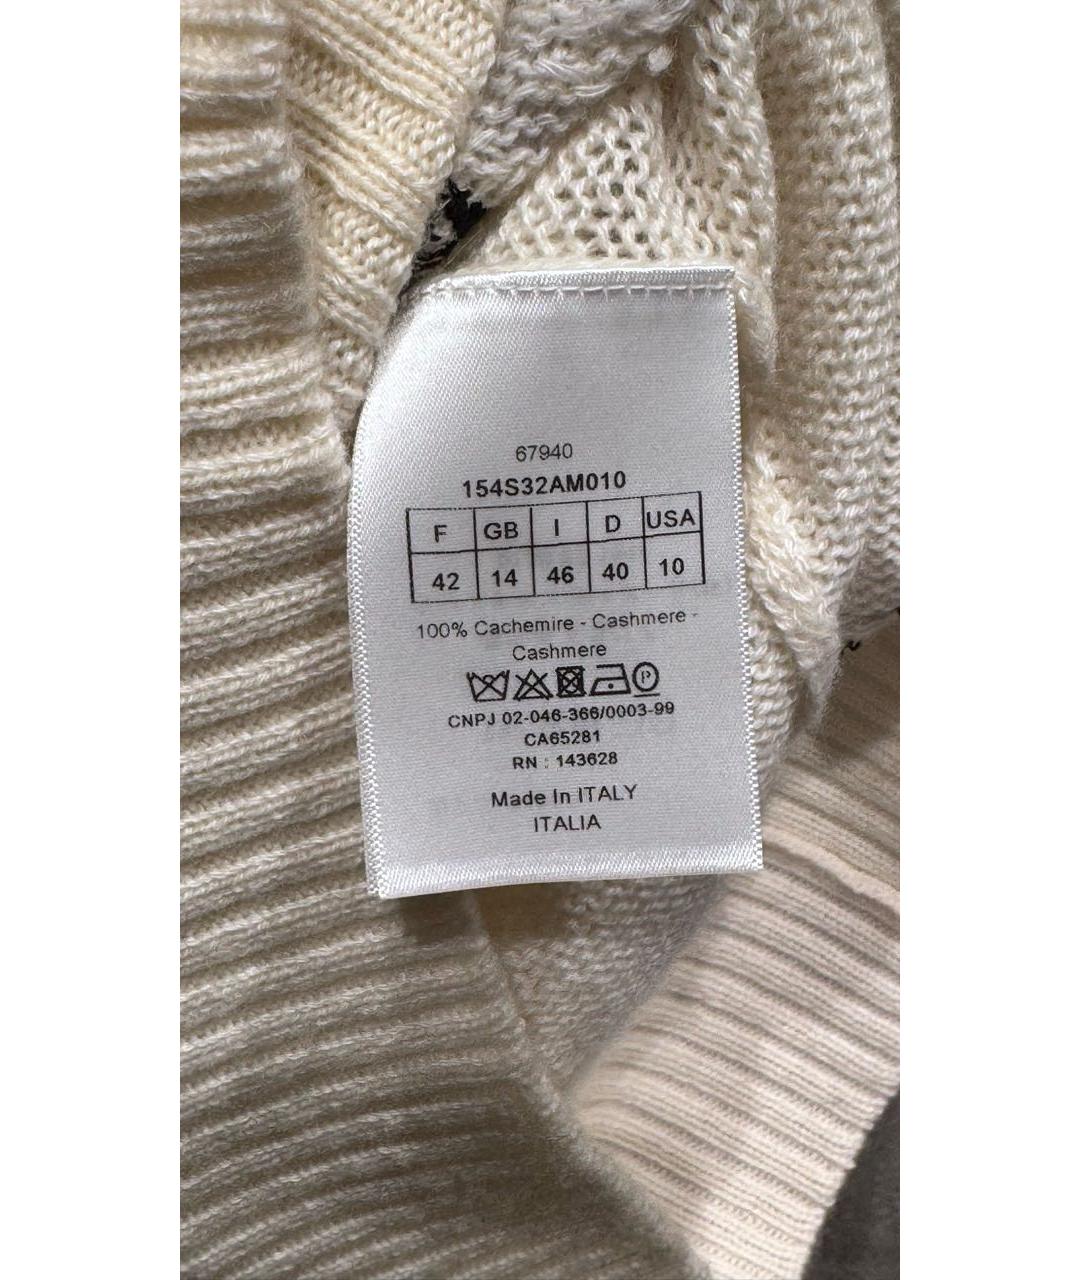 67940
154S32AM010
F GB I D USA
42 14 46 40 10
100% Cachemire - Cashmere -
Cashmere
P
CNPJ 02-046-366/0003-99
CA65281
RN : 143628
Made In ITALY
ITALIA